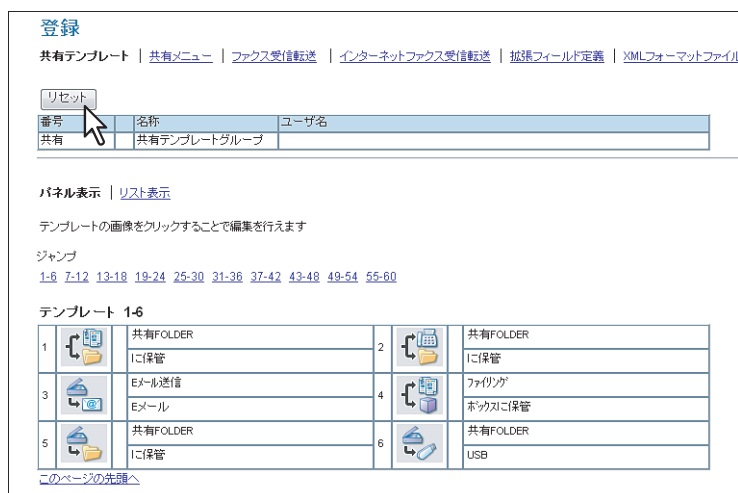 登録
共有テンプレート | 共有メニュー | ファクス受信転送 | インターネットファクス受信転送 | 拡張フィールド定義 | XMLフォーマットファイル
リセット
番号 名称 ユーザ名
共有 共有テンプレートグループ
パネル表示 | リスト表示
テンプレートの画像をクリックすることで編集を行えます
ジャンプ
1-6 7-12 13-18 19-24 25-30 31-36 37-42 43-48 49-54 55-60
テンプレート 1-6
1 共有FOLDER
に保管
2 共有FOLDER
に保管
3 Eメール送信
Eメール
4 ファイリング
ボックスに保管
5 共有FOLDER
に保管
6 共有FOLDER
USB
このページの先頭へ